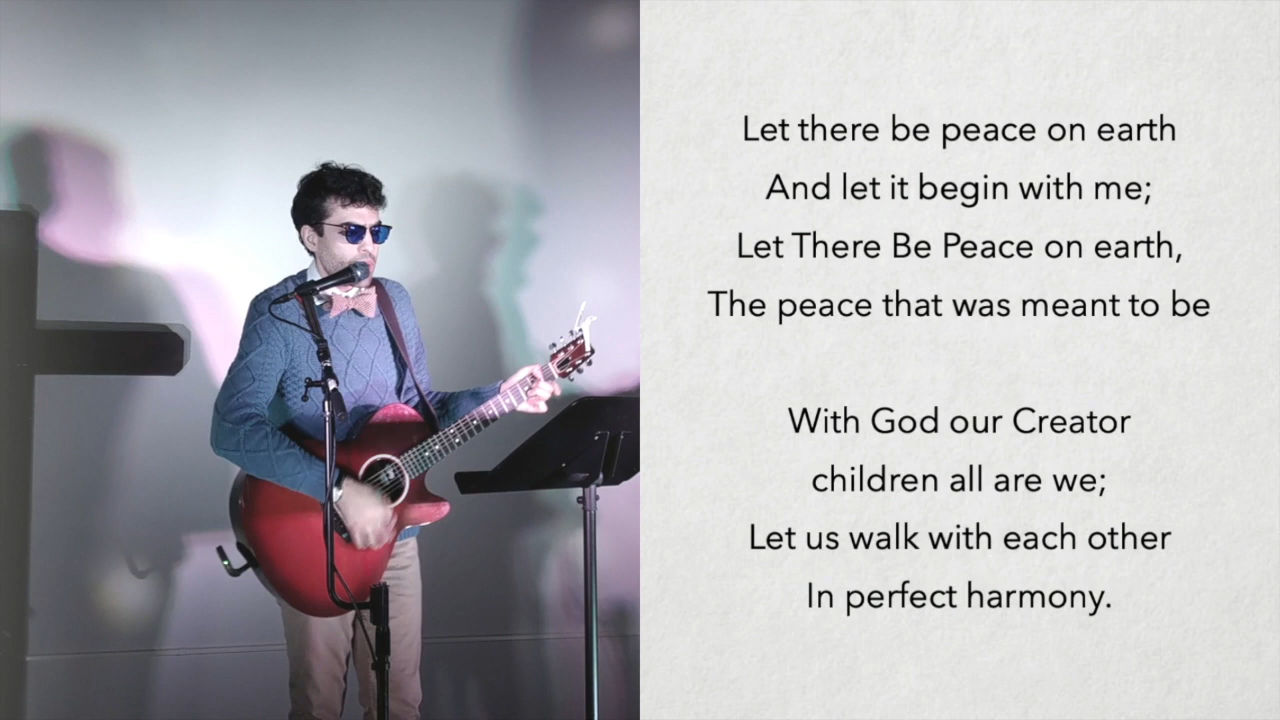 Let there be peace on earth
And let it begin with me;
Let There Be Peace on earth,
The peace that was meant to be
With God our Creator
children all are we;
Let us walk with each other
In perfect harmony.